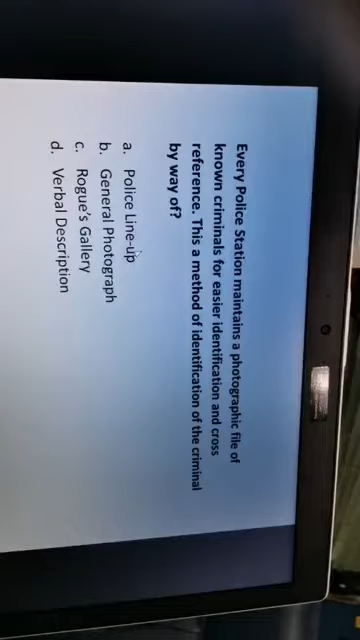 Every Police Station maintains a photographic file of
known criminals for easier identification and cross
reference. This a method of identification of the criminal
by way of?
a. Police Line-up
b. General Photograph
c. Rogue's Gallery
d. Verbal Description